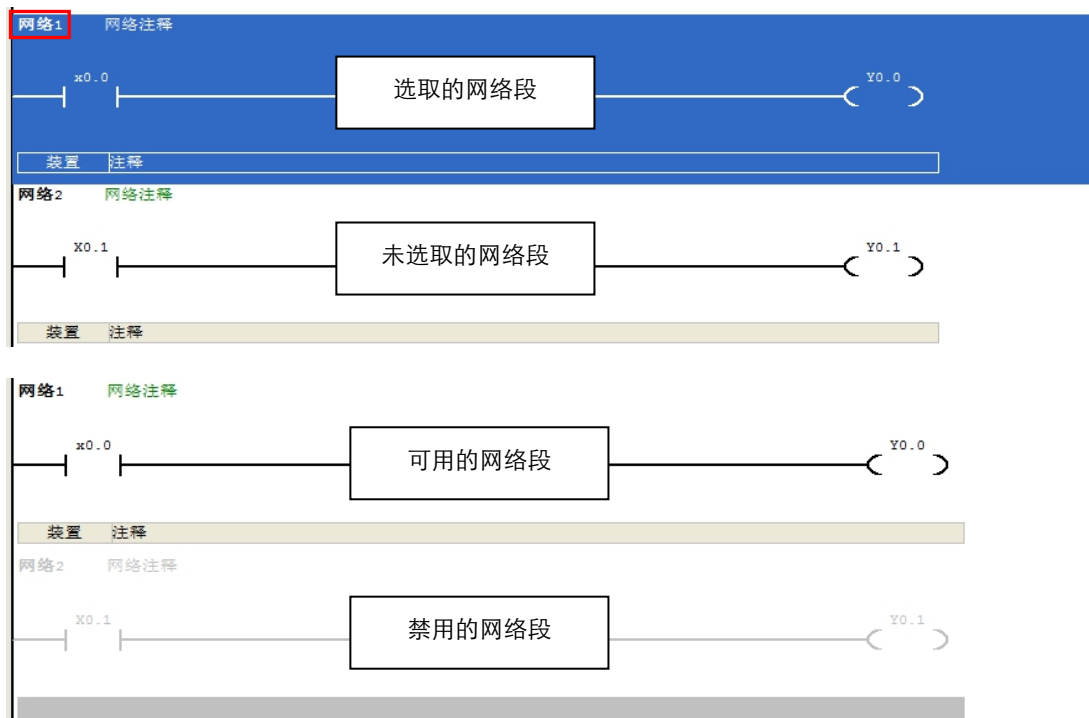 网络1 网络注释
x0.0 选取的网络段 Y0.0
装置 注释
网络2 网络注释
X0.1 未选取的网络段 Y0.1
装置 注释
网络1 网络注释
x0.0 可用的网络段 Y0.0
装置 注释
网络2 网络注释
X0.1 禁用的网络段 Y0.1